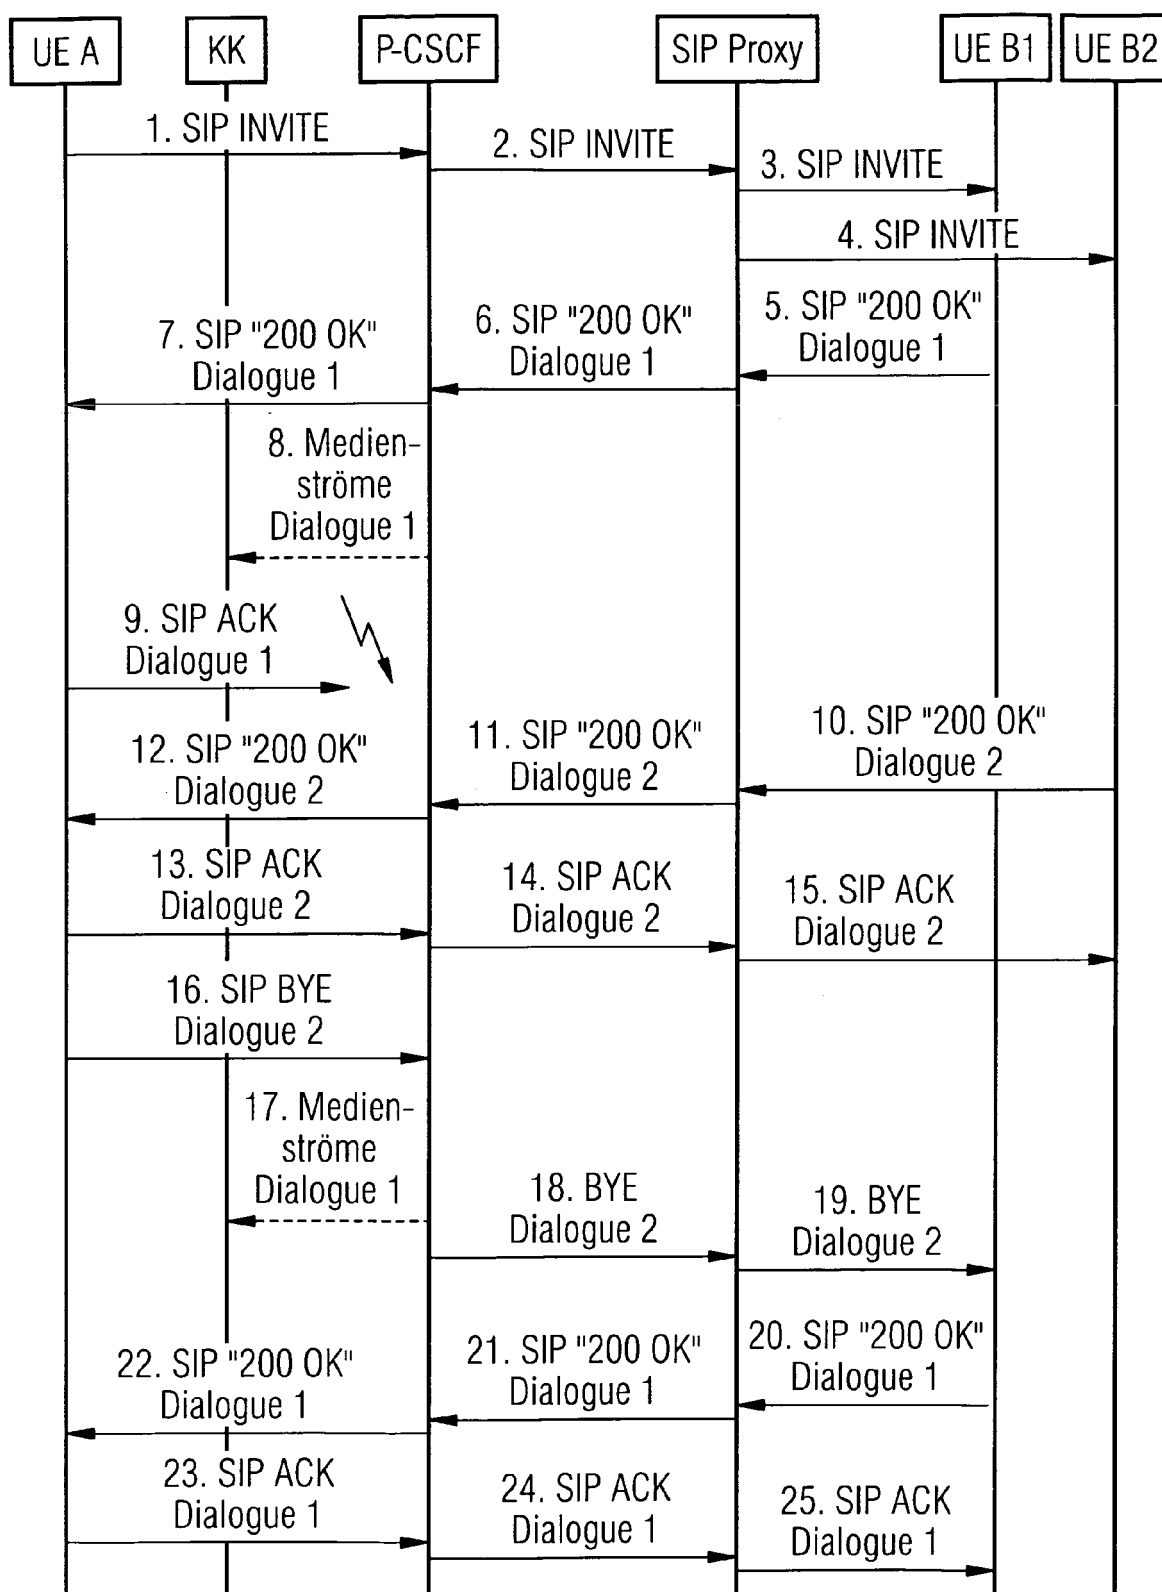 UE A
KK
P-CSCF
SIP Proxy
UE B1
UE B2
1. SIP INVITE
2. SIP INVITE
3. SIP INVITE
4. SIP INVITE
5. SIP "200 OK"
Dialogue 1
6. SIP "200 OK"
Dialogue 1
7. SIP "200 OK"
Dialogue 1
8. Medien-
ströme
Dialogue 1
9. SIP ACK
Dialogue 1
10. SIP "200 OK"
Dialogue 2
11. SIP "200 OK"
Dialogue 2
12. SIP "200 OK"
Dialogue 2
13. SIP ACK
Dialogue 2
14. SIP ACK
Dialogue 2
15. SIP ACK
Dialogue 2
16. SIP BYE
Dialogue 2
17. Medien-
ströme
Dialogue 1
18. BYE
Dialogue 2
19. BYE
Dialogue 2
20. SIP "200 OK"
Dialogue 1
21. SIP "200 OK"
Dialogue 1
22. SIP "200 OK"
Dialogue 1
23. SIP ACK
Dialogue 1
24. SIP ACK
Dialogue 1
25. SIP ACK
Dialogue 1